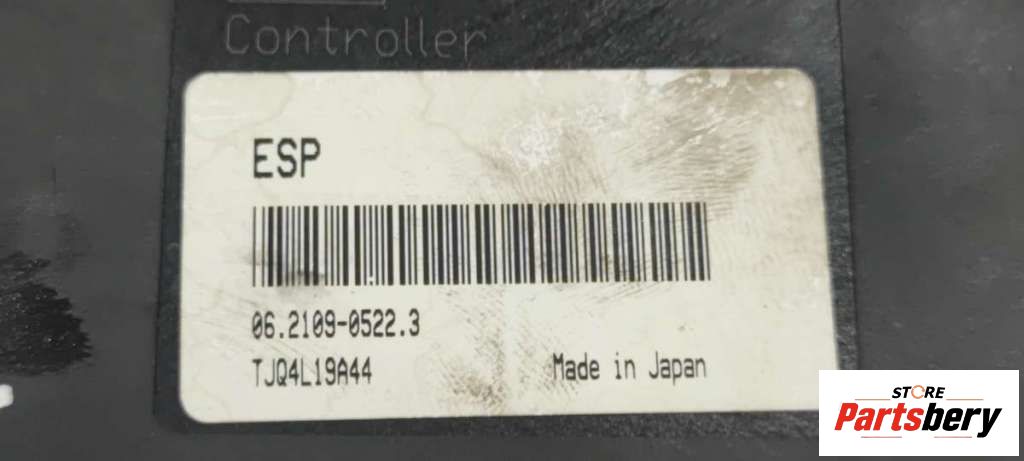 Controller
ESP
06.2109-0522.3
TJQ4L19A44
Made in Japan
STORE
Partsbery